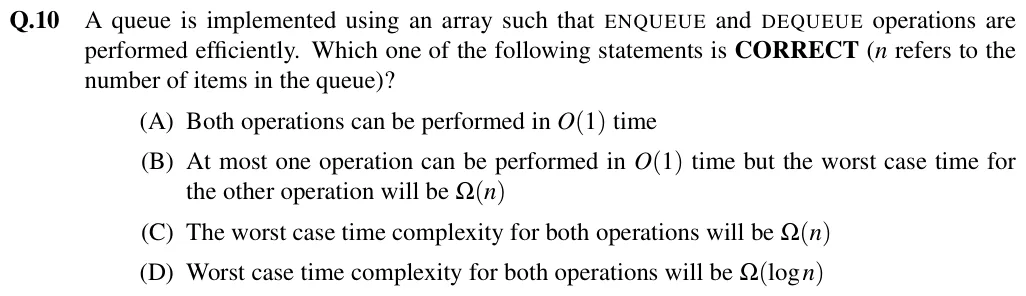 Q.10 A queue is implemented using an array such that ENQUEUE and DEQUEUE operations are
performed efficiently. Which one of the following statements is CORRECT (n refers to the
number of items in the queue)?
(A) Both operations can be performed in O(1) time
(B) At most one operation can be performed in O(1) time but the worst case time for
the other operation will be Ω(n)
(C) The worst case time complexity for both operations will be Ω(n)
(D) Worst case time complexity for both operations will be Ω(log n)